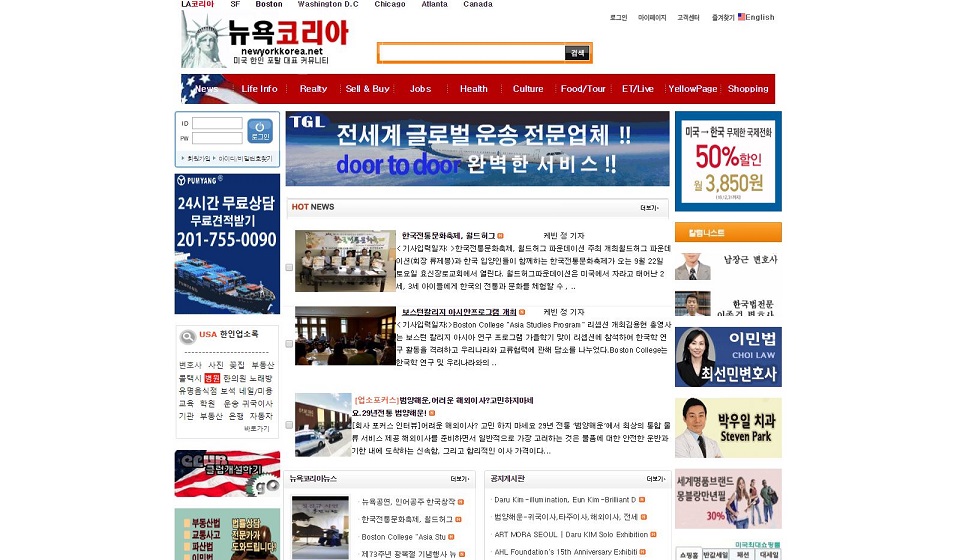 LA코리아 SF Boston Washington D.C Chicago Atlanta Canada
로그인 마이페이지 고객센터 즐겨찾기 English
뉴욕코리아
newyorkkorea.net
미국 한인 포탈 대표 커뮤니티
검색
News Life Info Realty Sell & Buy Jobs Health Culture Food/Tour ET/Live YellowPage Shopping
ID
PW
로그인
회원가입 아이디/비밀번호찾기
PUMYANG
24시간 무료상담
무료견적받기
201-755-0090
USA 한인업소록
변호사 사진 꽃집 부동산
콜택시 병원 한의원 노래방
유명음식점 보석 네일/미용
교육 학원 운송 귀국이사
기관 부동산 은행 자동차
바로가기
CLUB
클럽개설하기
go
부동산법
교통사고
파산법
이민법
법률상담
전문가가
도와드립니다
TGL
전세계 글로벌 운송 전문업체 !!
door to door 완벽한 서비스 !!
HOT NEWS
더보기
한국전통문화축제, 월드허그 케빈 정 기자
< 기사입력일자: >한국전통문화축제, 월드허그 파운데이션 주최 개최월드허그 파운데
이션(회장 류제봉)과 한국 입양인들이 함께하는 한국전통문화축제가 오는 9월 22일
토요일 효신장로교회에서 열린다. 월드허그파운데이션은 미국에서 자라고 태어난 2
세, 3세 아이들에게 한국의 전통과 문화를 체험할 수 , ..
보스턴칼리지 아시안프로그램 개최 케빈 정 기자
< 기사입력일자: >Boston College "Asia Studies Program" 리셉션 개최김용현 총영사
는 보스턴 칼리지 아시아 연구 프로그램 가을학기 맞이 리셉션에 참석하여 한국학 연
구 활동을 격려하고 우리나라와 교류협력에 관해 담소를 나누었다.Boston College는
한국학 연구 및 우리나라와의 ..
[업소포커스]범양해운,어려운 해외이사?고민하지마세
요.29년전통 범양해운!
[회사 포커스 인터뷰]어려운 해외이사? 고민 하지 마세요 29년 전통 '범양해운'에서 최상의 통합 물
류 서비스 제공 해외이사를 준비하면서 일반적으로 가장 고려하는 것은 물품에 대한 안전한 운반과
기한 내에 도착하는 신속함, 그리고 합리적인 이사 가격이다...
뉴욕코리아뉴스 더보기
뉴욕공연, 인어공주 한국창작
한국전통문화축제, 월드허그
Boston College "Asia Stu
제73주년 광복절 기념행사 뉴
공지게시판 더보기
Daru Kim-Illumination, Eun Kim-Brilliant D
범양해운-귀국이사,타주이사,해외이사, 전세
ART MORA SEOUL | Daru KIM Solo Exhibition
AHL Foundation's 15th Anniversary Exhibiti
미국→한국 무제한 국제전화
50%할인
월 3,850원
칼럼니스트
남장근 변호사
한국법전문
이민법
CHOI LAW
최선민변호사
박우일 치과
Steven Park
세계명품브랜드
몽블랑만년필
30%
미국최대쇼핑몰
쇼핑몰 반값세일 패션 대세일